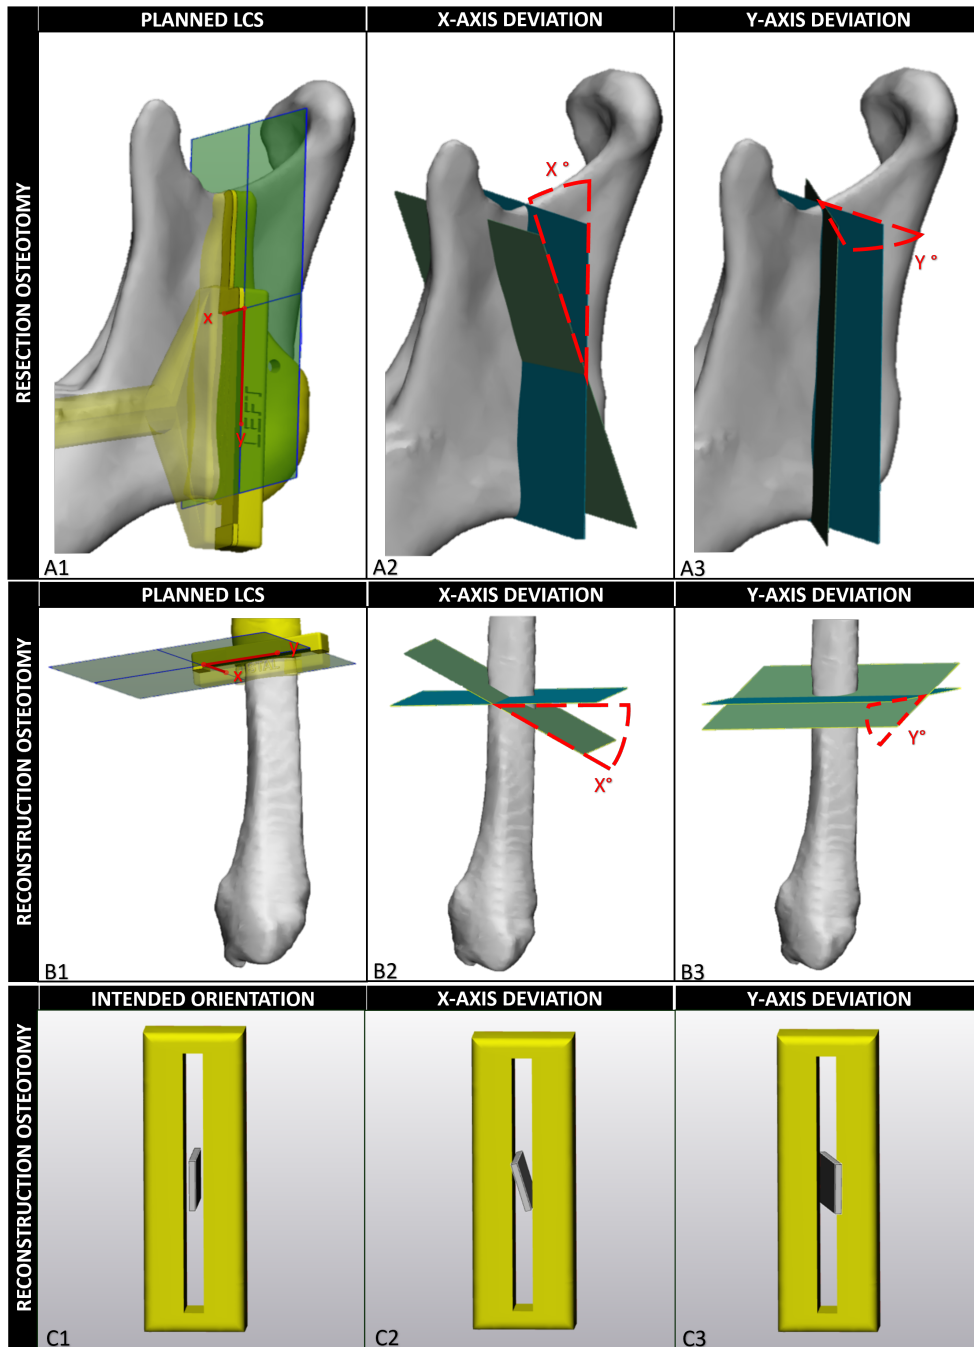 PLANNED LCS
X-AXIS DEVIATION
Y-AXIS DEVIATION
RESECTION OSTEOTOMY
X
Y
LEFT
A1
X °
A2
Y °
A3
PLANNED LCS
X-AXIS DEVIATION
Y-AXIS DEVIATION
RECONSTRUCTION OSTEOTOMY
X
Y
B1
X°
B2
Y°
B3
INTENDED ORIENTATION
X-AXIS DEVIATION
Y-AXIS DEVIATION
RECONSTRUCTION OSTEOTOMY
C1
C2
C3